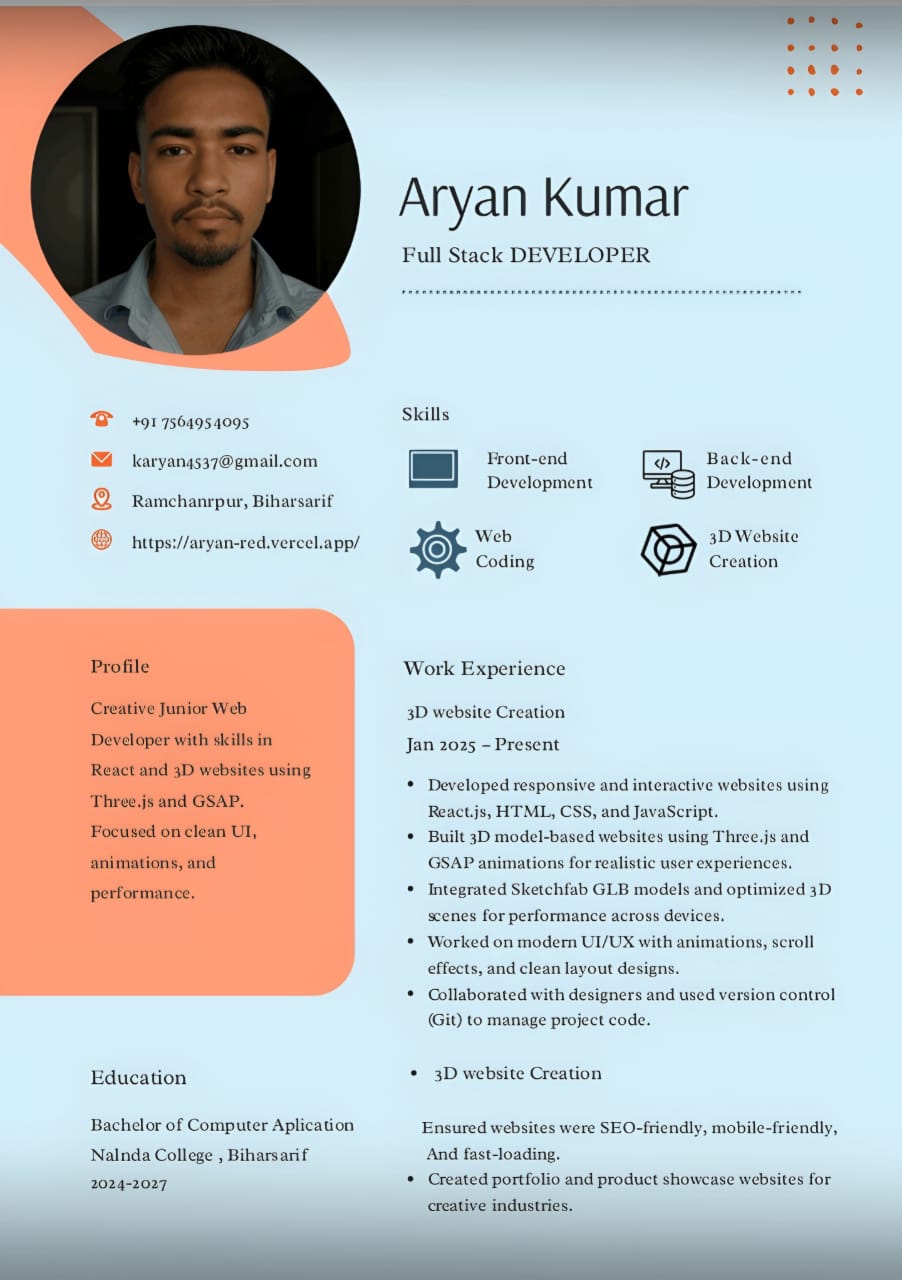 Aryan Kumar
Full Stack DEVELOPER
+91 7564954095
karyan4537@gmail.com
Ramchanrpur, Biharsarif
https://aryan-red.vercel.app/
Skills
Front-end
Development
Back-end
Development
</>
Web
Coding
3D Website
Creation
Profile
Creative Junior Web
Developer with skills in
React and 3D websites using
Three.js and GSAP.
Focused on clean UI,
animations, and
performance.
Work Experience
3D website Creation
Jan 2025 – Present
• Developed responsive and interactive websites using
React.js, HTML, CSS, and JavaScript.
• Built 3D model-based websites using Three.js and
GSAP animations for realistic user experiences.
• Integrated Sketchfab GLB models and optimized 3D
scenes for performance across devices.
• Worked on modern UI/UX with animations, scroll
effects, and clean layout designs.
• Collaborated with designers and used version control
(Git) to manage project code.
• 3D website Creation
Ensured websites were SEO-friendly, mobile-friendly,
And fast-loading.
• Created portfolio and product showcase websites for
creative industries.
Education
Bachelor of Computer Aplication
Nalnda College , Biharsarif
2024-2027